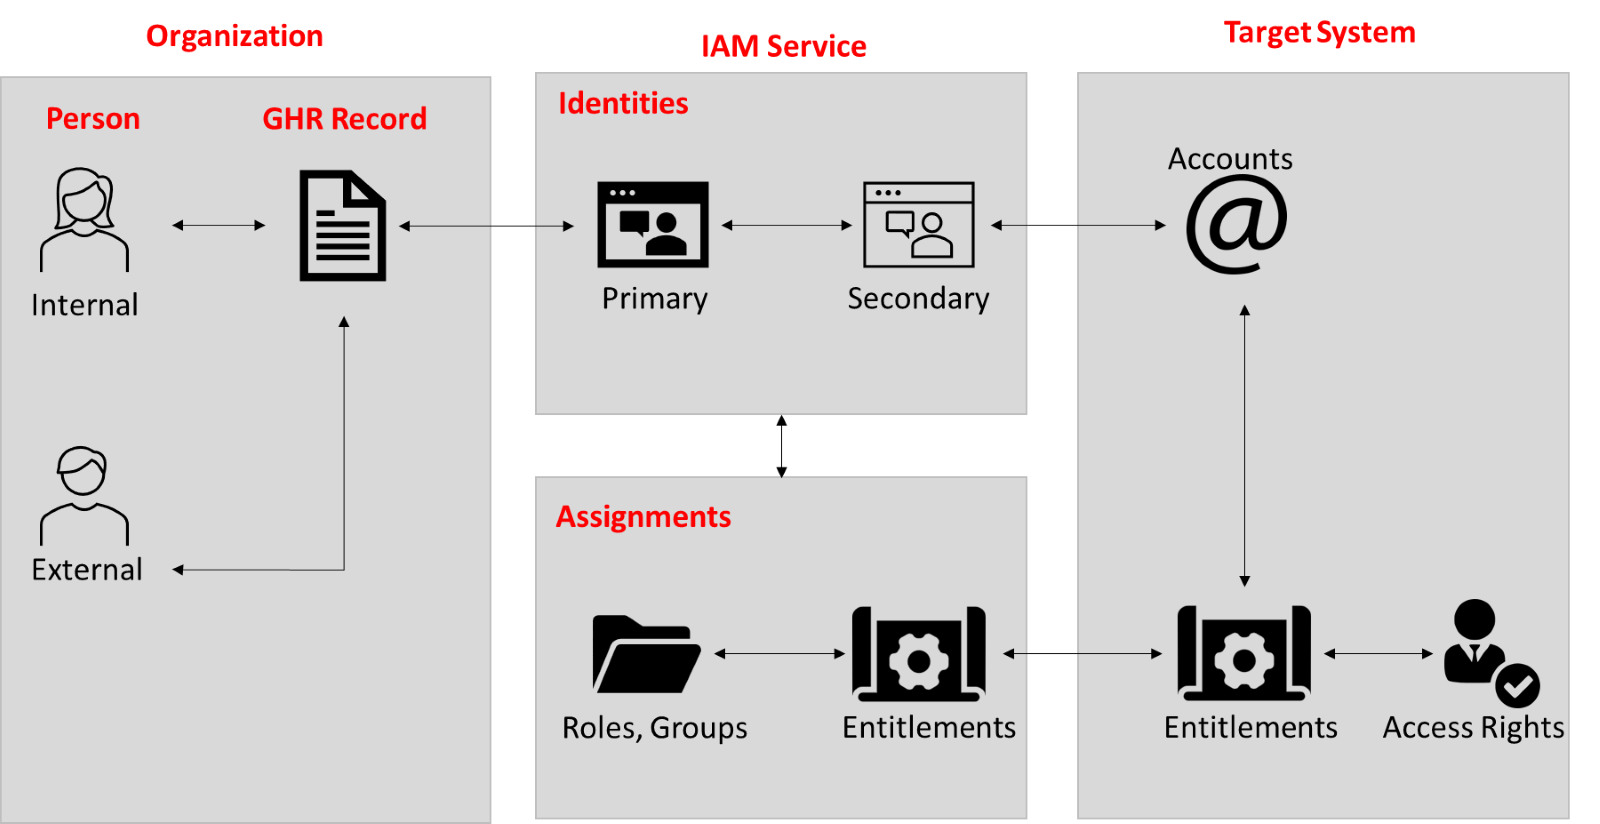 Organization
IAM Service
Target System
Person
GHR Record
Internal
External
Identities
Primary
Secondary
Assignments
Roles, Groups
Entitlements
Accounts
Entitlements
Access Rights